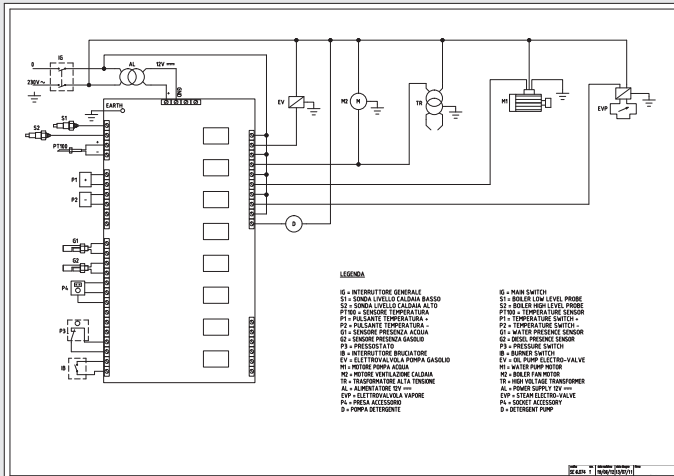 IG
AL
12V ⎓
0
230V ~
+
GND
EARTH
S1
S2
PT100
+
-
P1
+
P2
-
G1
G2
P4
P3
IB
EV
M2
M
TR
M1
EVP
D
LEGENDA
IG = INTERRUTTORE GENERALE
S1 = SONDA LIVELLO CALDAIA BASSO
S2 = SONDA LIVELLO CALDAIA ALTO
PT100 = SENSORE TEMPERATURA
P1 = PULSANTE TEMPERATURA +
P2 = PULSANTE TEMPERATURA -
G1 = SENSORE PRESENZA ACQUA
G2 = SENSORE PRESENZA GASOLIO
P3 = PRESSOSTATO
IB = INTERRUTTORE BRUCIATORE
EV = ELETTROVALVOLA POMPA GASOLIO
M1 = MOTORE POMPA ACQUA
M2 = MOTORE VENTILAZIONE CALDAIA
TR = TRASFORMATORE ALTA TENSIONE
AL = ALIMENTATORE 12V ⎓
EVP = ELETTROVALVOLA VAPORE
P4 = PRESA ACCESSORIO
D = POMPA DETERGENTE
IG = MAIN SWITCH
S1 = BOILER LOW LEVEL PROBE
S2 = BOILER HIGH LEVEL PROBE
PT100 = TEMPERATURE SENSOR
P1 = TEMPERATURE SWITCH +
P2 = TEMPERATURE SWITCH -
G1 = WATER PRESENCE SENSOR
G2 = DIESEL PRESENCE SENSOR
P3 = PRESSURE SWITCH
IB = BURNER SWITCH
EV = OIL PUMP ELECTRO-VALVE
M1 = WATER PUMP MOTOR
M2 = BOILER FAN MOTOR
TR = HIGH VOLTAGE TRANSFORMER
AL = POWER SUPPLY 12V ⎓
EVP = STEAM ELECTRO-VALVE
P4 = SOCKET ACCESSORY
D = DETERGENT PUMP